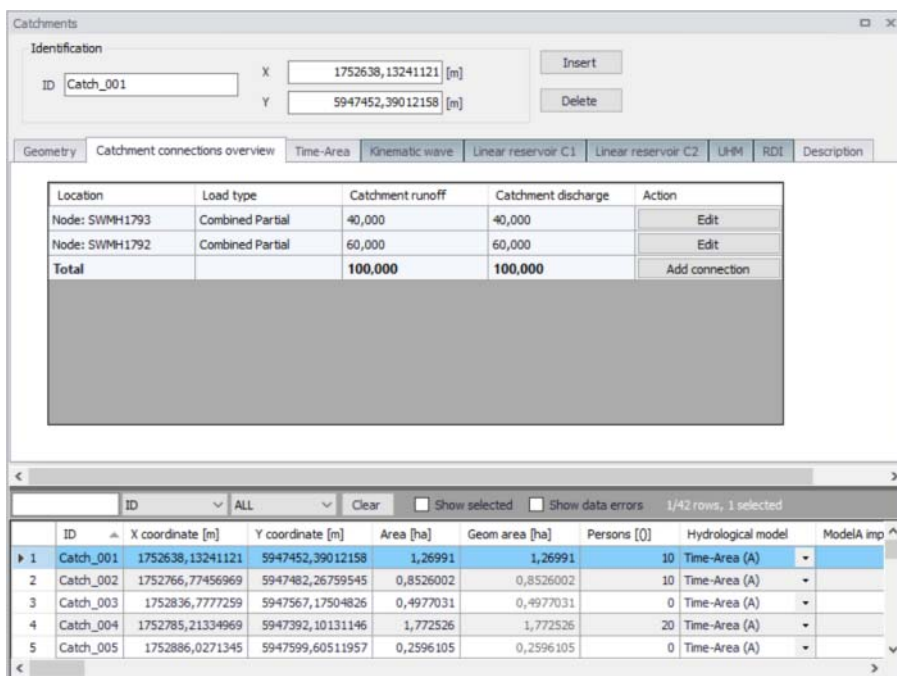 Catchments
Identification
ID Catch_001 X 1752638,13241121 [m] Insert
Y 5947452,39012158 [m] Delete
Geometry Catchment connections overview Time-Area Kinematic wave Linear reservoir C1 Linear reservoir C2 UHM RDI Description
Location Load type Catchment runoff Catchment discharge Action
Node: SWMH1793 Combined Partial 40,000 40,000 Edit
Node: SWMH1792 Combined Partial 60,000 60,000 Edit
Total 100,000 100,000 Add connection
ID ALL Clear Show selected Show data errors 1/42 rows, 1 selected
ID X coordinate [m] Y coordinate [m] Area [ha] Geom area [ha] Persons [()] Hydrological model ModelA imp
1 Catch_001 1752638,13241121 5947452,39012158 1,26991 1,26991 10 Time-Area (A)
2 Catch_002 1752766,77456969 5947482,26759545 0,8526002 0,8526002 10 Time-Area (A)
3 Catch_003 1752836,7777259 5947567,17504826 0,4977031 0,4977031 0 Time-Area (A)
4 Catch_004 1752785,21334969 5947392,10131146 1,772526 1,772526 20 Time-Area (A)
5 Catch_005 1752886,0271345 5947599,60511957 0,2596105 0,2596105 0 Time-Area (A)